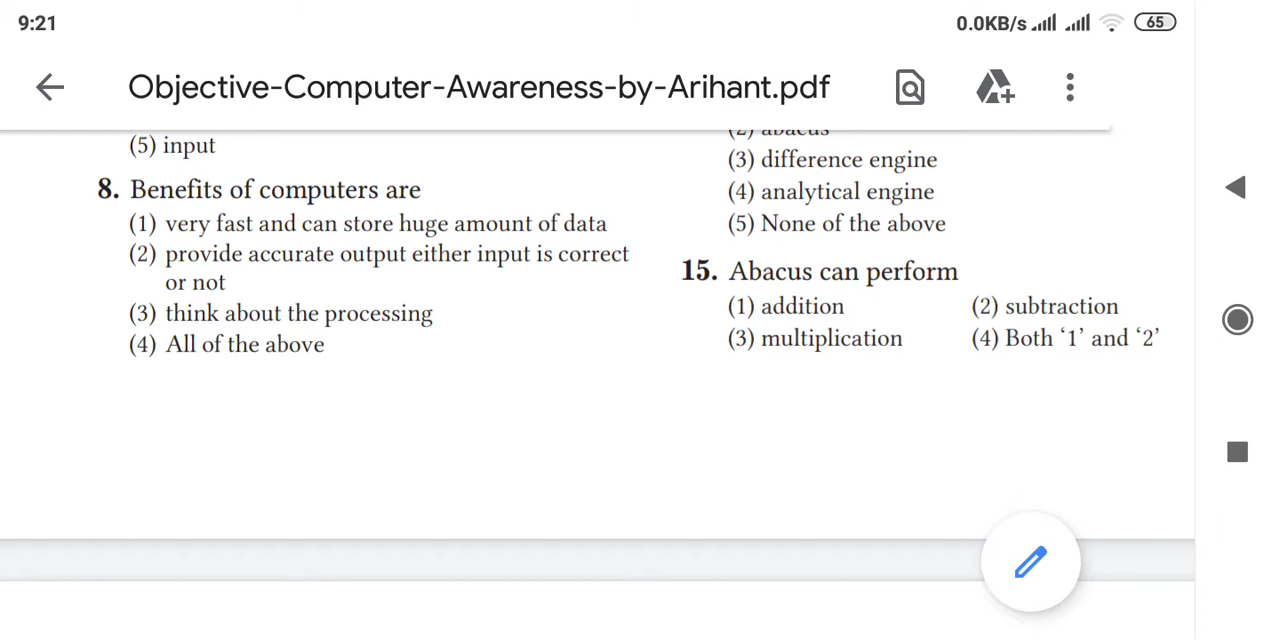 9:21
0.0KB/s
65
Objective-Computer-Awareness-by-Arihant.pdf
(5) input
8. Benefits of computers are
(1) very fast and can store huge amount of data
(2) provide accurate output either input is correct
or not
(3) think about the processing
(4) All of the above
(2) abacus
(3) difference engine
(4) analytical engine
(5) None of the above
15. Abacus can perform
(1) addition (2) subtraction
(3) multiplication (4) Both ‘1’ and ‘2’